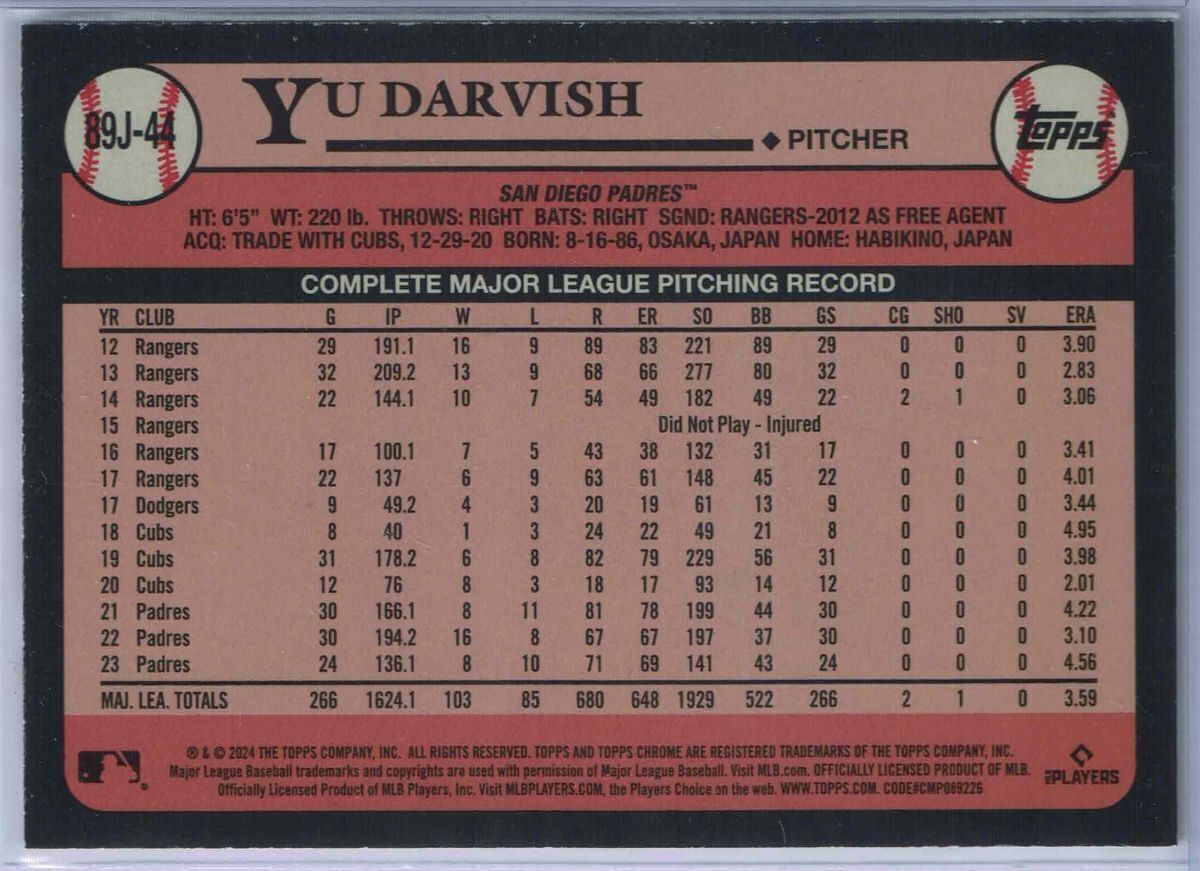 89J-44
YU DARVISH
◆ PITCHER
topps
SAN DIEGO PADRES™
HT: 6'5" WT: 220 lb. THROWS: RIGHT BATS: RIGHT SGND: RANGERS-2012 AS FREE AGENT
ACQ: TRADE WITH CUBS, 12-29-20 BORN: 8-16-86, OSAKA, JAPAN HOME: HABIKINO, JAPAN
COMPLETE MAJOR LEAGUE PITCHING RECORD
YR CLUB G IP W L R ER SO BB GS CG SHO SV ERA
12 Rangers 29 191.1 16 9 89 83 221 89 29 0 0 0 3.90
13 Rangers 32 209.2 13 9 68 66 277 80 32 0 0 0 2.83
14 Rangers 22 144.1 10 7 54 49 182 49 22 2 1 0 3.06
15 Rangers Did Not Play - Injured
16 Rangers 17 100.1 7 5 43 38 132 31 17 0 0 0 3.41
17 Rangers 22 137 6 9 63 61 148 45 22 0 0 0 4.01
17 Dodgers 9 49.2 4 3 20 19 61 13 9 0 0 0 3.44
18 Cubs 8 40 1 3 24 22 49 21 8 0 0 0 4.95
19 Cubs 31 178.2 6 8 82 79 229 56 31 0 0 0 3.98
20 Cubs 12 76 8 3 18 17 93 14 12 0 0 0 2.01
21 Padres 30 166.1 8 11 81 78 199 44 30 0 0 0 4.22
22 Padres 30 194.2 16 8 67 67 197 37 30 0 0 0 3.10
23 Padres 24 136.1 8 10 71 69 141 43 24 0 0 0 4.56
MAJ. LEA. TOTALS 266 1624.1 103 85 680 648 1929 522 266 2 1 0 3.59
® & © 2024 THE TOPPS COMPANY, INC. ALL RIGHTS RESERVED. TOPPS AND TOPPS CHROME ARE REGISTERED TRADEMARKS OF THE TOPPS COMPANY, INC.
Major League Baseball trademarks and copyrights are used with permission of Major League Baseball. Visit MLB.com. OFFICIALLY LICENSED PRODUCT OF MLB.
Officially Licensed Product of MLB Players, Inc. Visit MLBPLAYERS.COM, the Players Choice on the web. WWW.TOPPS.COM. CODE#CMP089226
MLB PLAYERS